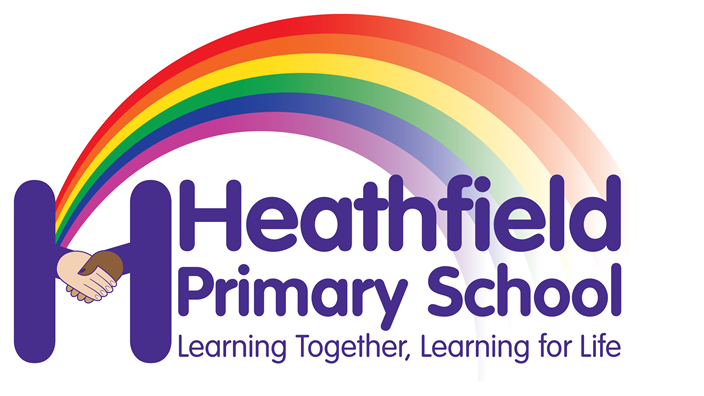 H Heathfield
Primary School
Learning Together, Learning for Life